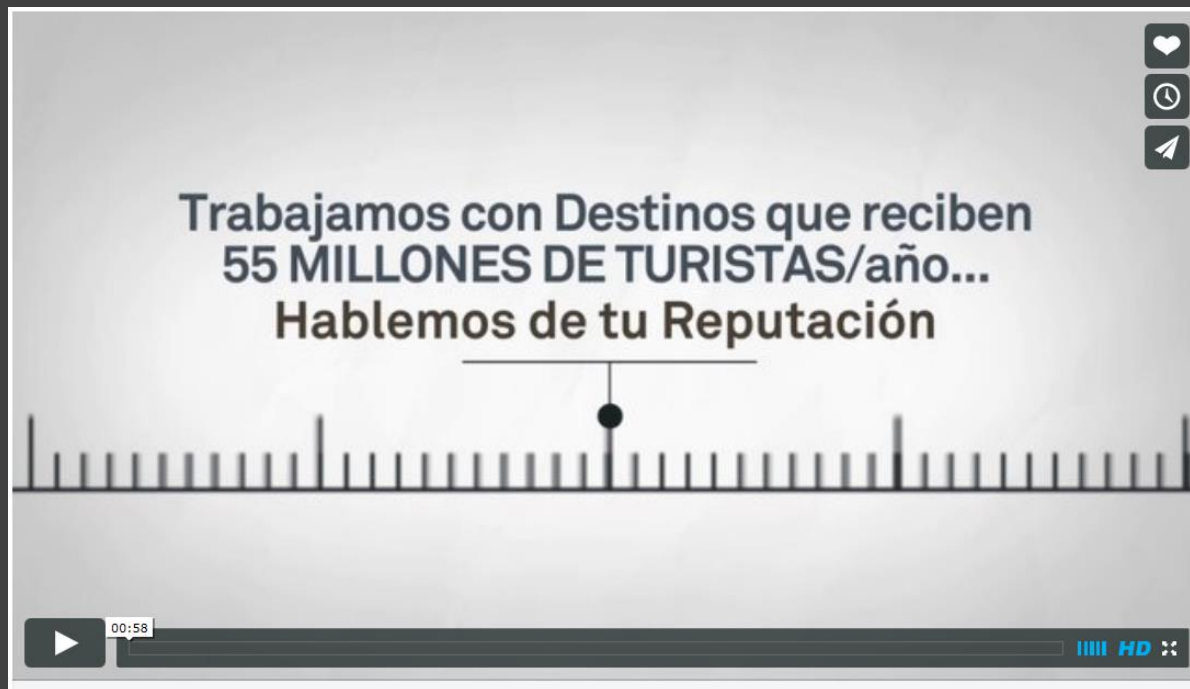 Trabajamos con Destinos que reciben
55 MILLONES DE TURISTAS/año...
Hablemos de tu Reputación
00:58
HD